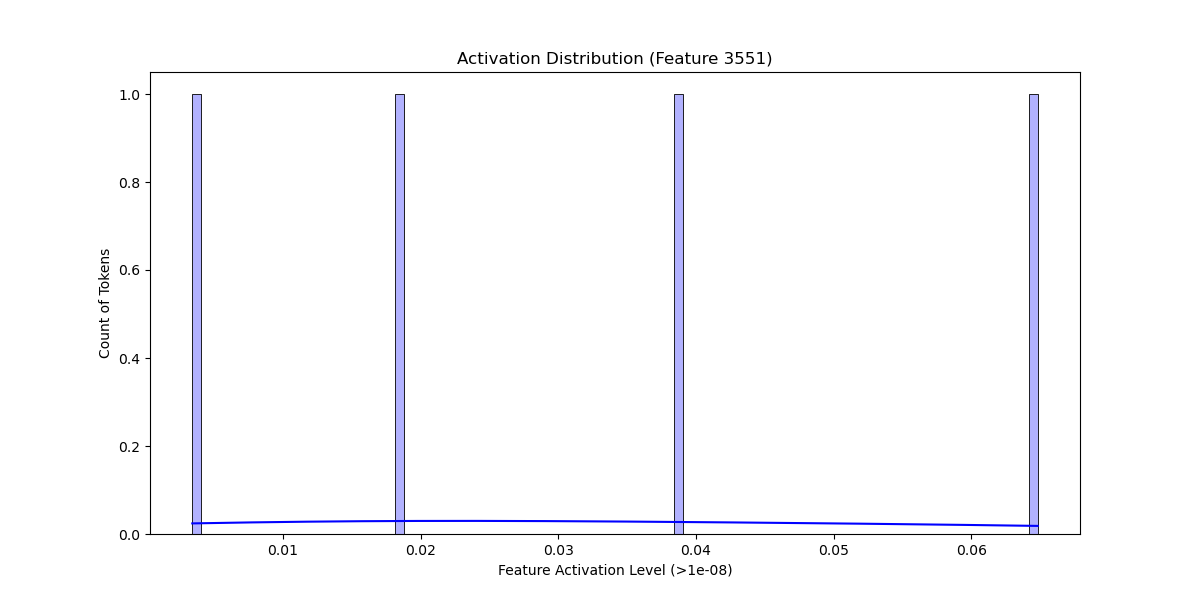 Activation Distribution (Feature 3551)
1.0
0.8
0.6
0.4
0.2
0.0
Count of Tokens
0.01 0.02 0.03 0.04 0.05 0.06
Feature Activation Level (>1e-08)